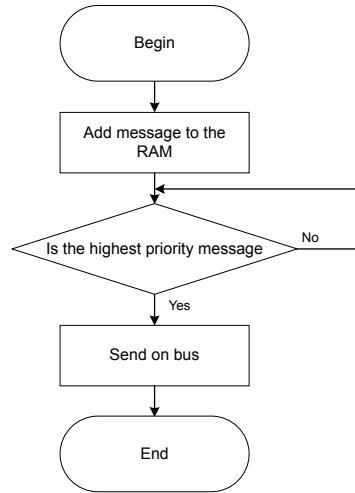 Begin
Add message to the
RAM
Is the highest priority message
No
Yes
Send on bus
End